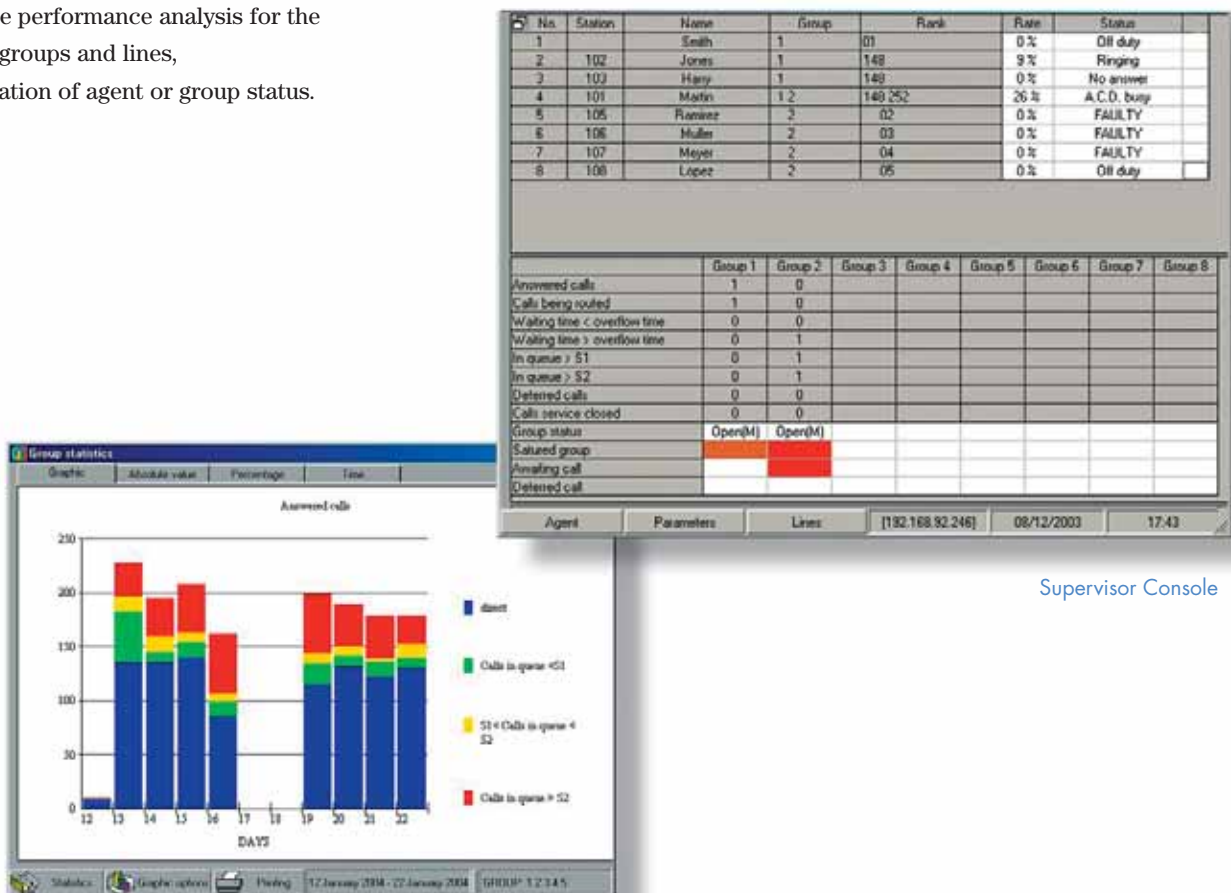 e performance analysis for the
groups and lines,
ation of agent or group status.
No. Station Name Group Rank Rate Status
1 Smith 1 01 0 % Off duty
2 102 Jones 1 148 9 % Ringing
3 103 Harry 1 148 0 % No answer
4 101 Martin 1 2 148 252 26 % A.C.D. busy
5 105 Ramirez 2 02 0 % FAULTY
6 106 Muller 2 03 0 % FAULTY
7 107 Meyer 2 04 0 % FAULTY
8 108 Lopez 2 05 0 % Off duty
Group 1 Group 2 Group 3 Group 4 Group 5 Group 6 Group 7 Group 8
Answered calls 1 0
Calls being routed 1 0
Waiting time < overflow time 0 0
Waiting time > overflow time 0 1
In queue > S1 0 1
In queue > S2 0 1
Deferred calls 0 0
Calls service closed 0 0
Group status Open(M) Open(M)
Satured group
Awaiting call
Deferred call
Agent Parameters Lines [192.168.92.246] 08/12/2003 17:43
Supervisor Console
Group statistics
Graphic Absolute value Percentage Time
Answered calls
250
200
150
100
50
0
12 13 14 15 16 17 18 19 20 21 22
DAYS
direct
Calls in queue <S1
S1 < Calls in queue <
S2
Calls in queue > S2
Statistics Graphic options Printing 12 January 2004 - 22 January 2004 GROUP 1 2 3 4 5